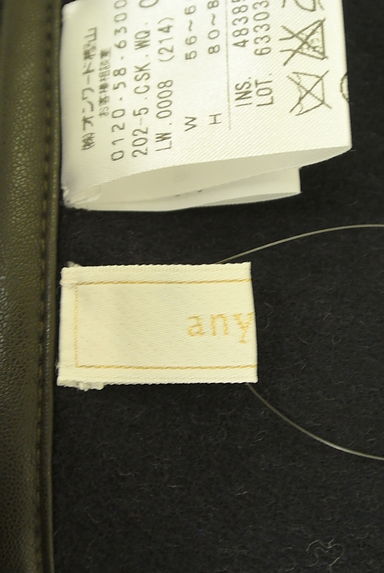 ㈱オンワード樫山
お客様相談室
0120-58-6300
202-5.CSK.WQ.
LW.0008 (214)
W 56~6
H 80~8
INS. 4839
LOT. 63303
any